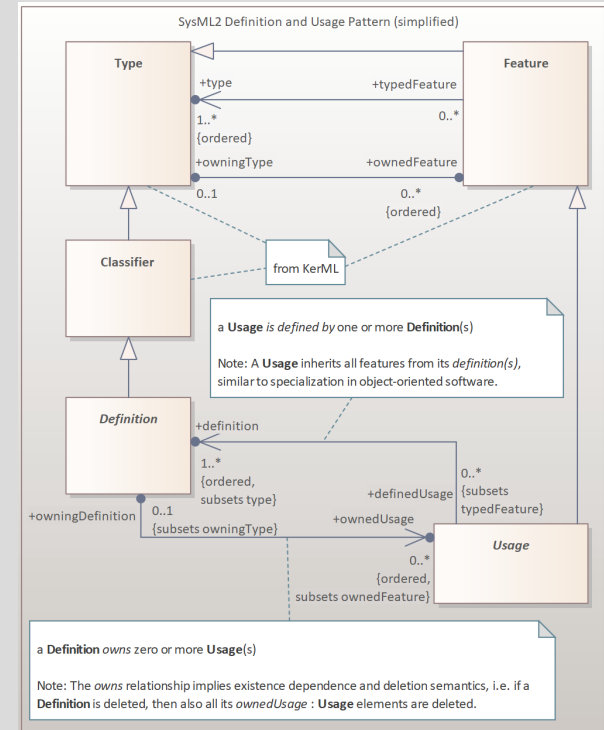 SysML2 Definition and Usage Pattern (simplified)
Type
Feature
+type
+typedFeature
1..*
{ordered}
0..*
+owningType
+ownedFeature
0..1
0..*
{ordered}
Classifier
from KerML
a Usage is defined by one or more Definition(s)
Note: A Usage inherits all features from its definition(s),
similar to specialization in object-oriented software.
Definition
+definition
1..*
{ordered,
subsets type}
0..*
{subsets
typedFeature}
+definedUsage
+owningDefinition
0..1
{subsets owningType}
+ownedUsage
0..*
{ordered,
subsets ownedFeature}
Usage
a Definition owns zero or more Usage(s)
Note: The owns relationship implies existence dependence and deletion semantics, i.e. if a
Definition is deleted, then also all its ownedUsage : Usage elements are deleted.